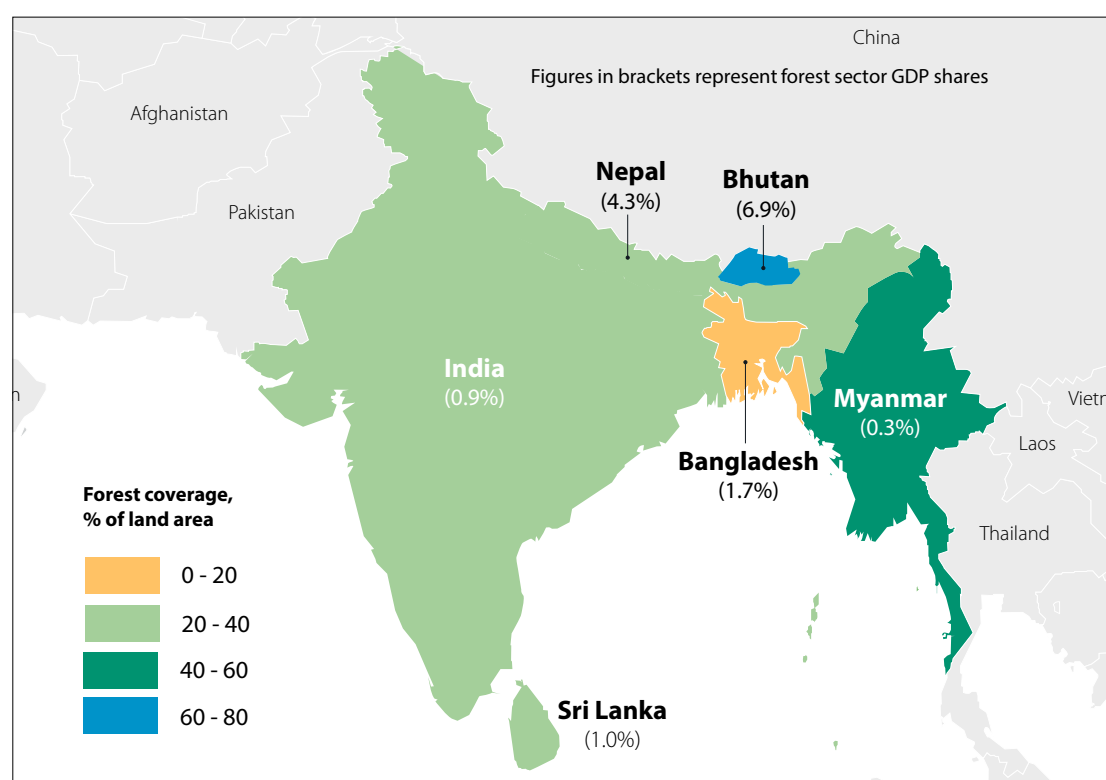 China
Figures in brackets represent forest sector GDP shares
Afghanistan
Nepal
(4.3%)
Bhutan
(6.9%)
Pakistan
India
(0.9%)
n
Myanmar
(0.3%)
Vietn
Laos
Bangladesh
(1.7%)
Thailand
Forest coverage,
% of land area
0 - 20
20 - 40
40 - 60
60 - 80
Sri Lanka
(1.0%)